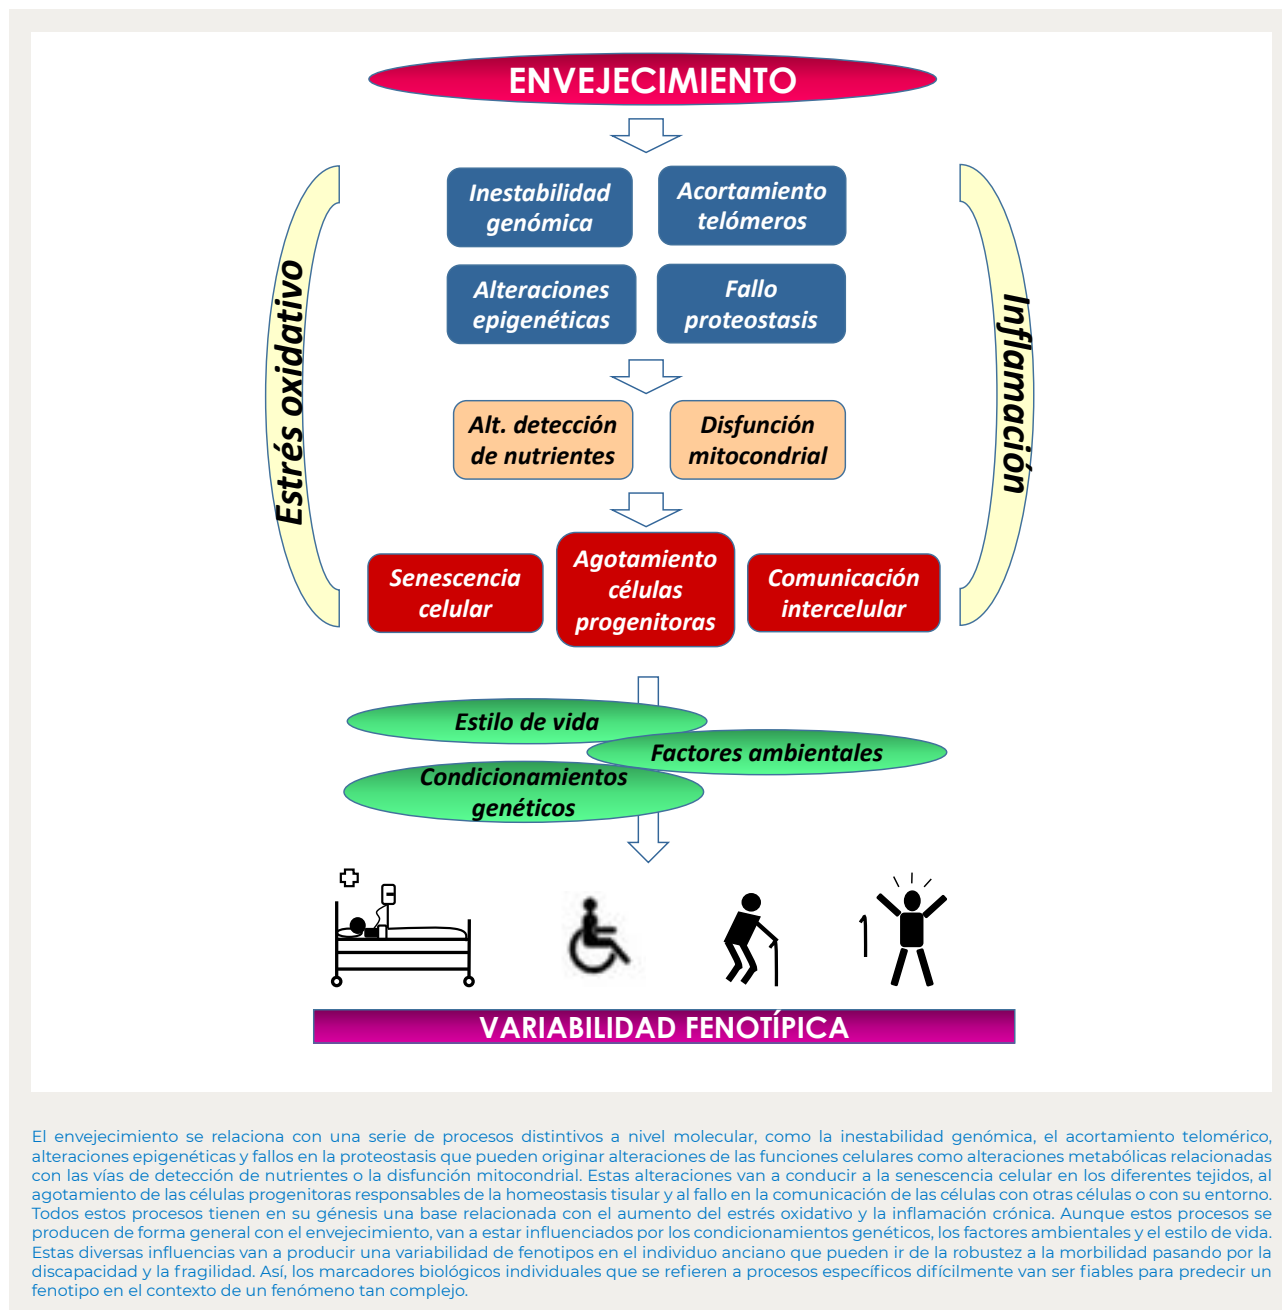 ENVEJECIMIENTO
Inestabilidad
genómica
Acortamiento
telómeros
Alteraciones
epigenéticas
Fallo
proteostasis
Estrés oxidativo
Inflamación
Alt. detección
de nutrientes
Disfunción
mitocondrial
Senescencia
celular
Agotamiento
células
progenitoras
Comunicación
intercelular
Estilo de vida
Factores ambientales
Condicionamientos
genéticos
VARIABILIDAD FENOTÍPICA
El envejecimiento se relaciona con una serie de procesos distintivos a nivel molecular, como la inestabilidad genómica, el acortamiento telomérico,
alteraciones epigenéticas y fallos en la proteostasis que pueden originar alteraciones de las funciones celulares como alteraciones metabólicas relacionadas
con las vías de detección de nutrientes o la disfunción mitocondrial. Estas alteraciones van a conducir a la senescencia celular en los diferentes tejidos, al
agotamiento de las células progenitoras responsables de la homeostasis tisular y al fallo en la comunicación de las células con otras células o con su entorno.
Todos estos procesos tienen en su génesis una base relacionada con el aumento del estrés oxidativo y la inflamación crónica. Aunque estos procesos se
producen de forma general con el envejecimiento, van a estar influenciados por los condicionamientos genéticos, los factores ambientales y el estilo de vida.
Estas diversas influencias van a producir una variabilidad de fenotipos en el individuo anciano que pueden ir de la robustez a la morbilidad pasando por la
discapacidad y la fragilidad. Así, los marcadores biológicos individuales que se refieren a procesos específicos difícilmente van ser fiables para predecir un
fenotipo en el contexto de un fenómeno tan complejo.